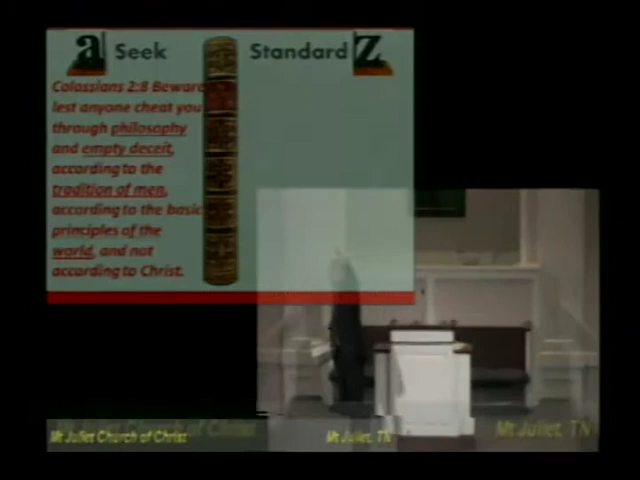 a Seek Standard Z
Colossians 2:8 Beware
lest anyone cheat you
through philosophy
and empty deceit,
according to the
tradition of men,
according to the basic
principles of the
world, and not
according to Christ.
Mt Juliet Church of Christ
Mt Juliet, TN
Mt Juliet, TN